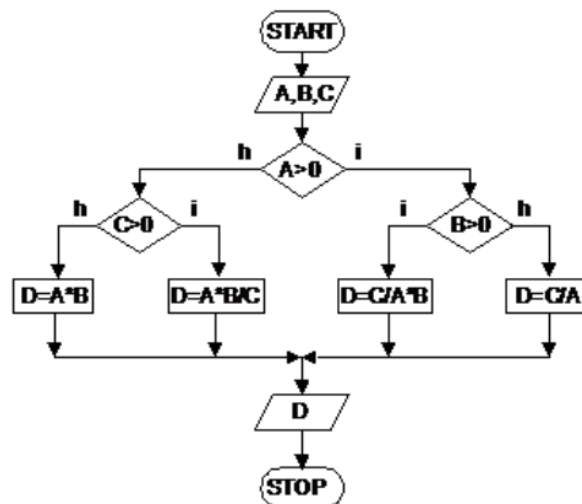 START
A,B,C
h A>0 i
h C>0 i i B>0 h
D=A*B D=A*B/C D=C/A*B D=C/A
D
STOP